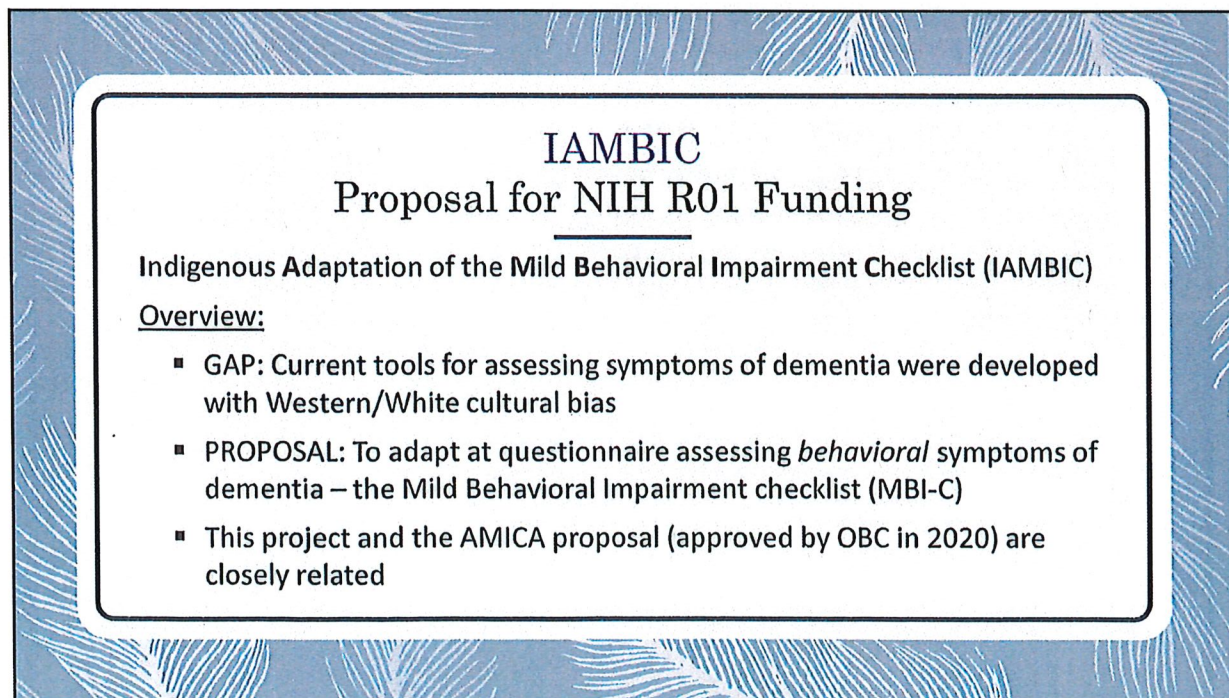 IAMBIC
Proposal for NIH R01 Funding
Indigenous Adaptation of the Mild Behavioral Impairment Checklist (IAMBIC)
Overview:
▪ GAP: Current tools for assessing symptoms of dementia were developed
with Western/White cultural bias
▪ PROPOSAL: To adapt at questionnaire assessing behavioral symptoms of
dementia – the Mild Behavioral Impairment checklist (MBI-C)
▪ This project and the AMICA proposal (approved by OBC in 2020) are
closely related